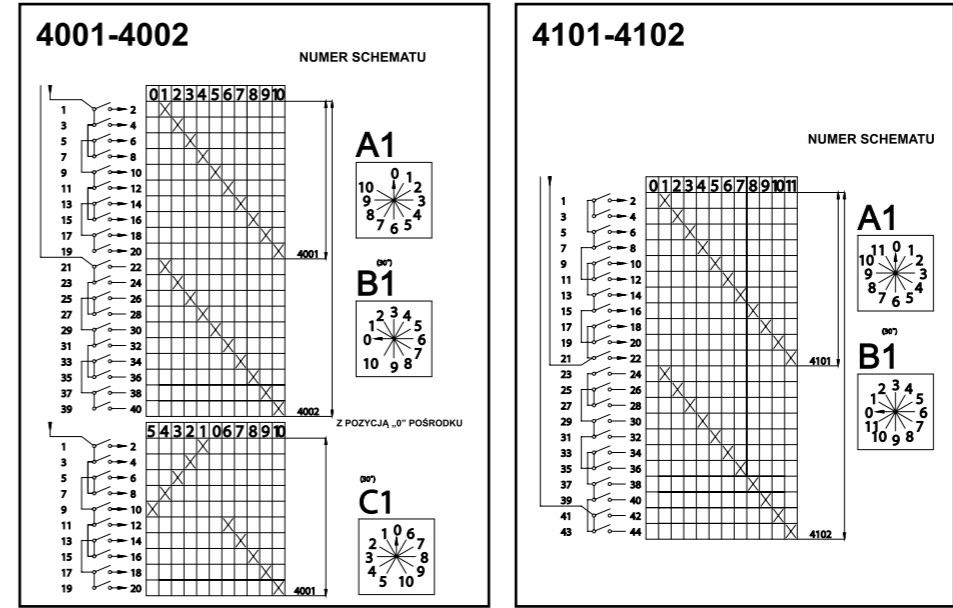 4001-4002
NUMER SCHEMATU
0 1 2 3 4 5 6 7 8 9 10
1 2
3 4
5 6
7 8
9 10
11 12
13 14
15 16
17 18
19 20 4001
21 22
23 24
25 26
27 28
29 30
31 32
33 34
35 36
37 38
39 40 4002
A1
0 1 2 3 4 5 6 7 8 9 10
(30°)
B1
0 1 2 3 4 5 6 7 8 9 10
Z POZYCJĄ „0" POŚRODKU
5 4 3 2 1 0 6 7 8 9 10
1 2
3 4
5 6
7 8
9 10
11 12
13 14
15 16
17 18
19 20 4001
(30°)
C1
0 6 7 8 9 10 5 4 3 2 1
4101-4102
NUMER SCHEMATU
0 1 2 3 4 5 6 7 8 9 10 11
1 2
3 4
5 6
7 8
9 10
11 12
13 14
15 16
17 18
19 20
21 22 4101
23 24
25 26
27 28
29 30
31 32
33 34
35 36
37 38
39 40
41 42
43 44 4102
A1
0 1 2 3 4 5 6 7 8 9 10 11
(30°)
B1
0 1 2 3 4 5 6 7 8 9 10 11